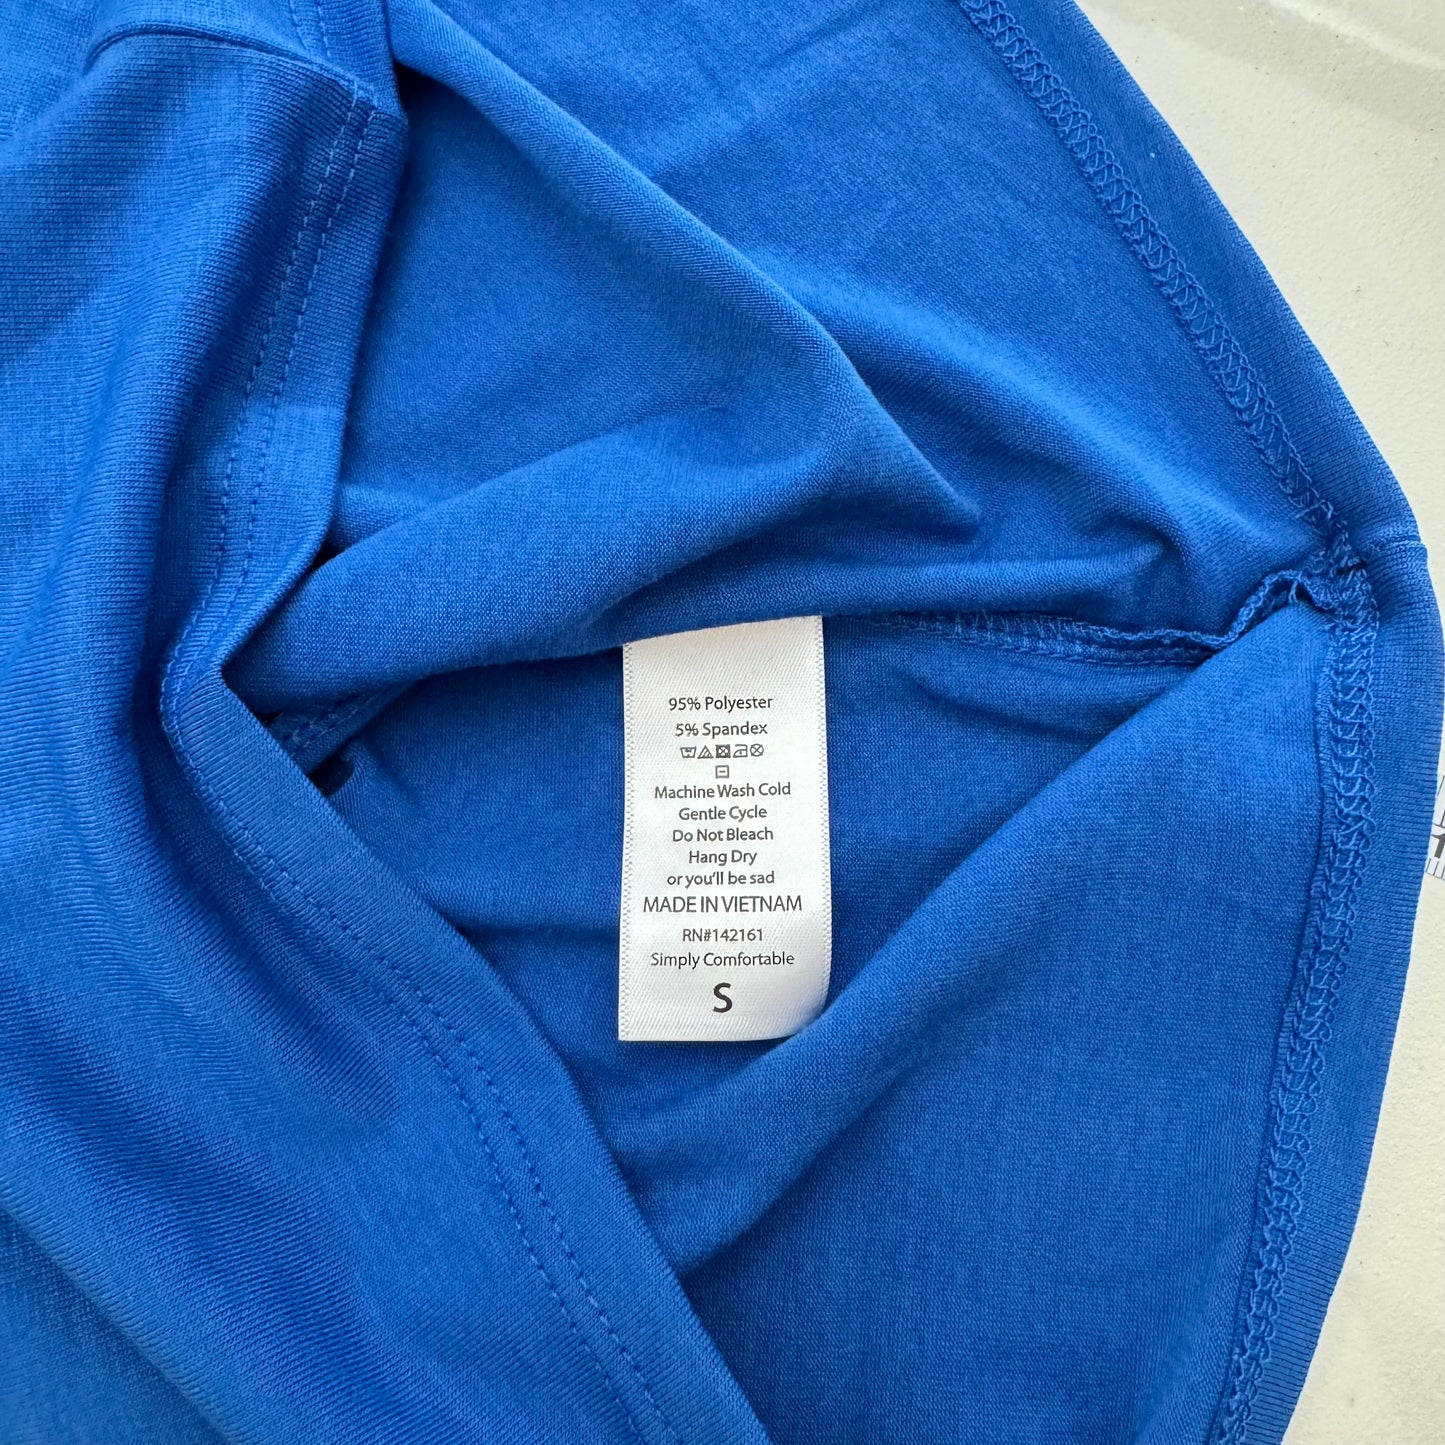 95% Polyester
5% Spandex
Machine Wash Cold
Gentle Cycle
Do Not Bleach
Hang Dry
or you'll be sad
MADE IN VIETNAM
RN#142161
Simply Comfortable
S